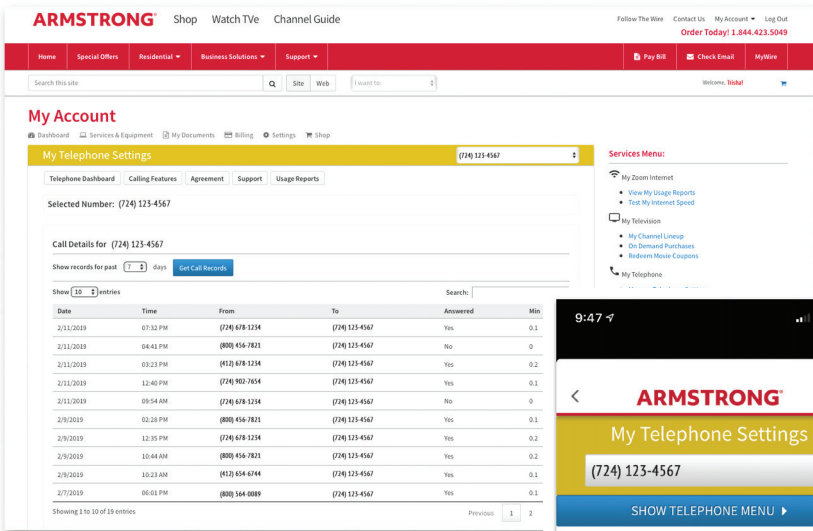 ARMSTRONG® Shop Watch TVe Channel Guide
Follow The Wire Contact Us My Account Log Out
Order Today! 1.844.423.5049
Home Special Offers Residential Business Solutions Support Pay Bill Check Email MyWire
Search this site Site Web I want to: Welcome, Trisha!
My Account
Dashboard Services & Equipment My Documents Billing Settings Shop
My Telephone Settings (724) 123-4567
Telephone Dashboard Calling Features Agreement Support Usage Reports
Selected Number: (724) 123-4567
Call Details for (724) 123-4567
Show records for past 7 days Get Call Records
Show 10 entries Search:
Date Time From To Answered Min
2/11/2019 07:32 PM (724) 678-1234 (724) 123-4567 Yes 0.1
2/11/2019 04:41 PM (800) 456-7821 (724) 123-4567 No 0
2/11/2019 03:23 PM (412) 678-1234 (724) 123-4567 Yes 0.2
2/11/2019 12:40 PM (724) 902-7654 (724) 123-4567 Yes 0.1
2/11/2019 09:54 AM (724) 678-1234 (724) 123-4567 No 0
2/9/2019 02:28 PM (800) 456-7821 (724) 123-4567 Yes 0.1
2/9/2019 12:35 PM (724) 678-1234 (724) 123-4567 Yes 0.2
2/9/2019 10:44 AM (800) 456-7821 (724) 123-4567 Yes 0.2
2/9/2019 10:23 AM (412) 654-6744 (724) 123-4567 Yes 0.1
2/7/2019 06:01 PM (800) 564-0089 (724) 123-4567 Yes 0.1
Showing 1 to 10 of 19 entries Previous 1 2
Services Menu:
My Zoom Internet
View My Usage Reports
Test My Internet Speed
My Television
My Channel Lineup
On Demand Purchases
Redeem Movie Coupons
My Telephone
9:47
ARMSTRONG®
My Telephone Settings
(724) 123-4567
SHOW TELEPHONE MENU